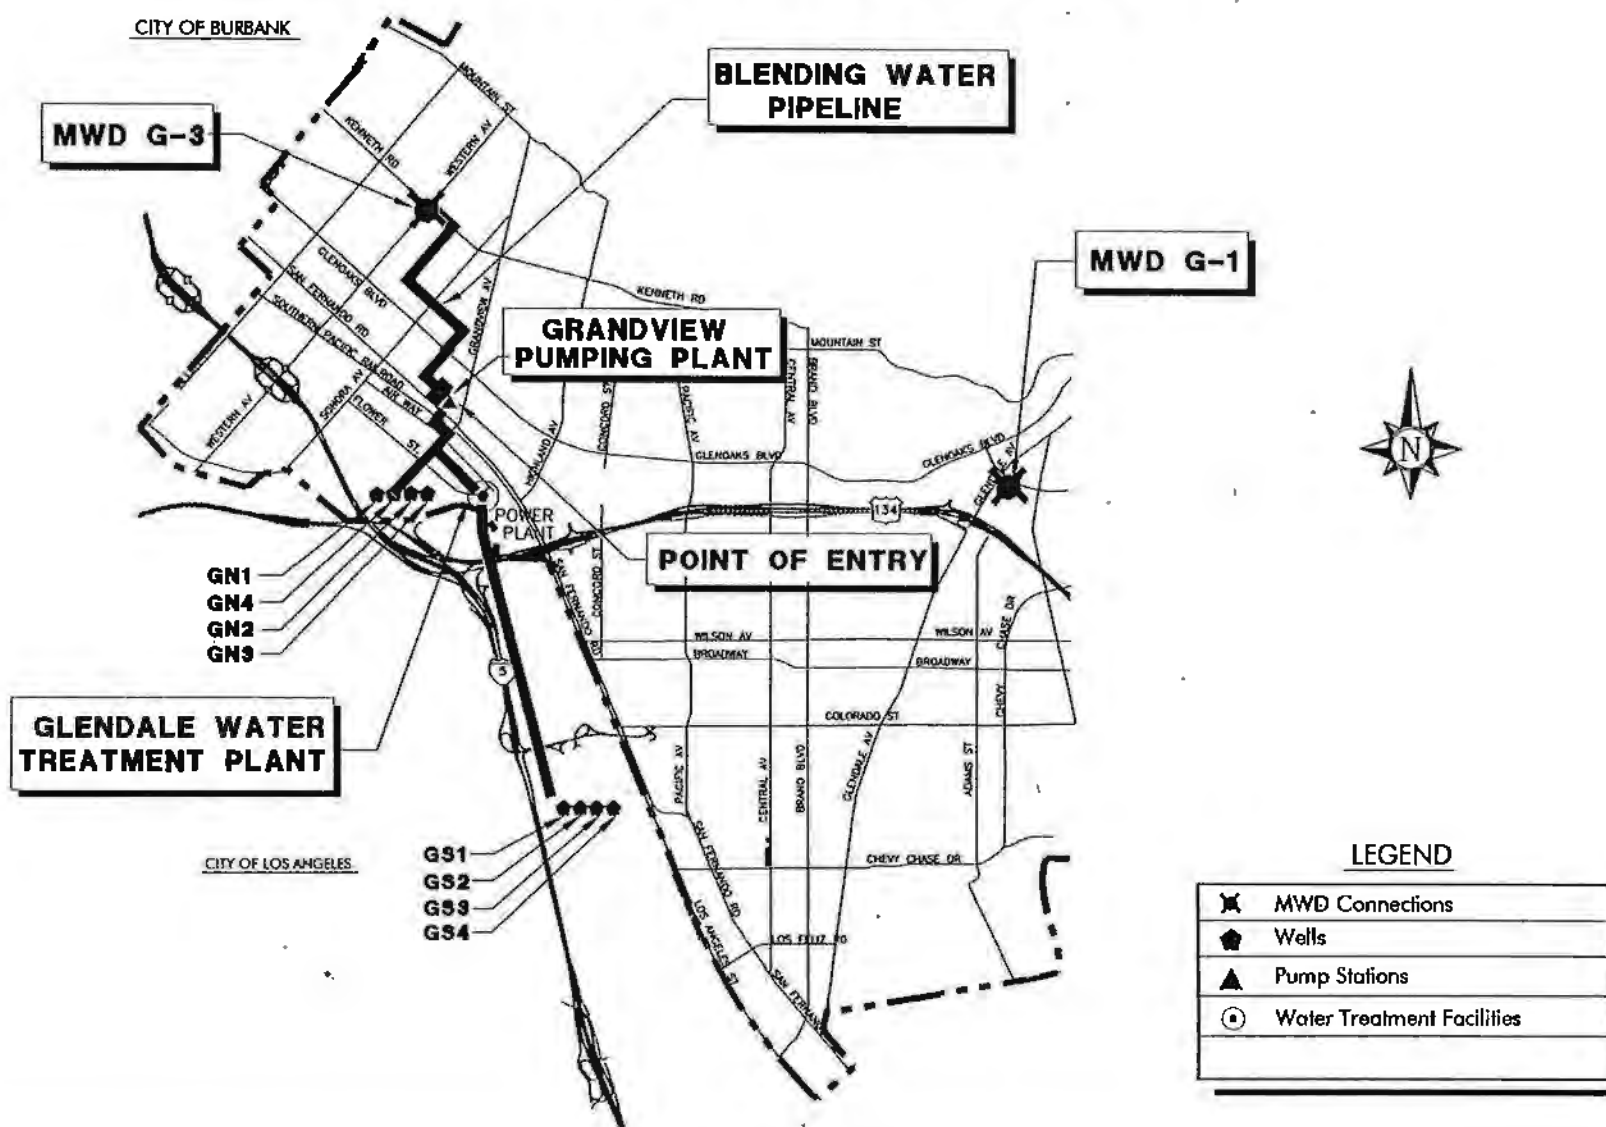 CITY OF BURBANK
BLENDING WATER
PIPELINE
MWD G-3
MOUNTAIN ST
KENNETH RD
WESTERN AV
MWD G-1
GLENOAKS BLVD
SAN FERNANDO RD
SOUTHERN PACIFIC RAILROAD
GRANDVIEW AV
KENNETH RD
GRANDVIEW
PUMPING PLANT
MOUNTAIN ST
CENTRAL AV
BRAND BLVD
AIR WAY
SONORA AV
FLOWER ST.
WESTERN AV
HIGHLAND AV
CONCORD ST
PACIFIC AV
GLENOAKS BLVD
GLENOAKS BLVD
GLENDALE AV
N
134
POWER
PLANT
POINT OF ENTRY
GN1
GN4
GN2
GN3
SAN FERNANDO RD
CONCORD ST
WILSON AV
WILSON AV
BROADWAY
BROADWAY
CHEVY CHASE DR
5
GLENDALE WATER
TREATMENT PLANT
COLORADO ST
PACIFIC AV
CENTRAL AV
BRAND BLVD
GLENDALE AV
ADAMS ST
CITY OF LOS ANGELES
GS1
GS2
GS3
GS4
CHEVY CHASE DR
SAN FERNANDO RD
LOS ANGELES ST
LOS FELIZ RD
SAN FERNANDO
LEGEND
MWD Connections
Wells
Pump Stations
Water Treatment Facilities